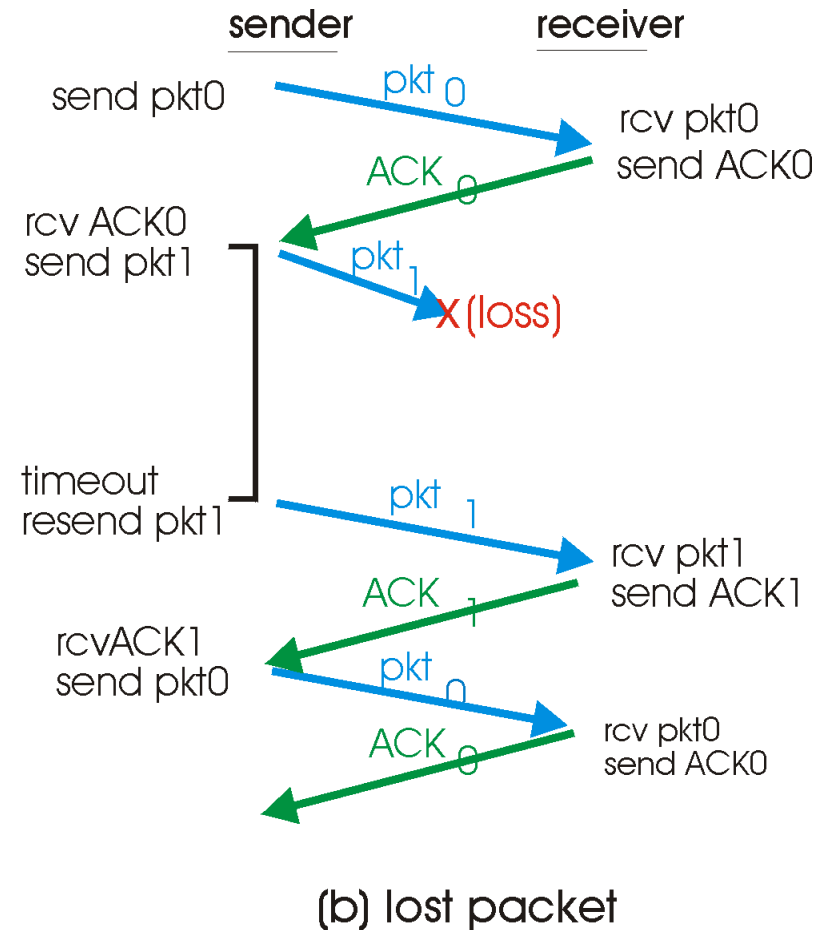 sender
receiver
send pkt0
pkt 0
rcv pkt0
send ACK0
ACK 0
rcv ACK0
send pkt1
pkt 1
X (loss)
timeout
resend pkt1
pkt 1
rcv pkt1
send ACK1
ACK 1
rcvACK1
send pkt0
pkt 0
rcv pkt0
send ACK0
ACK 0
(b) lost packet